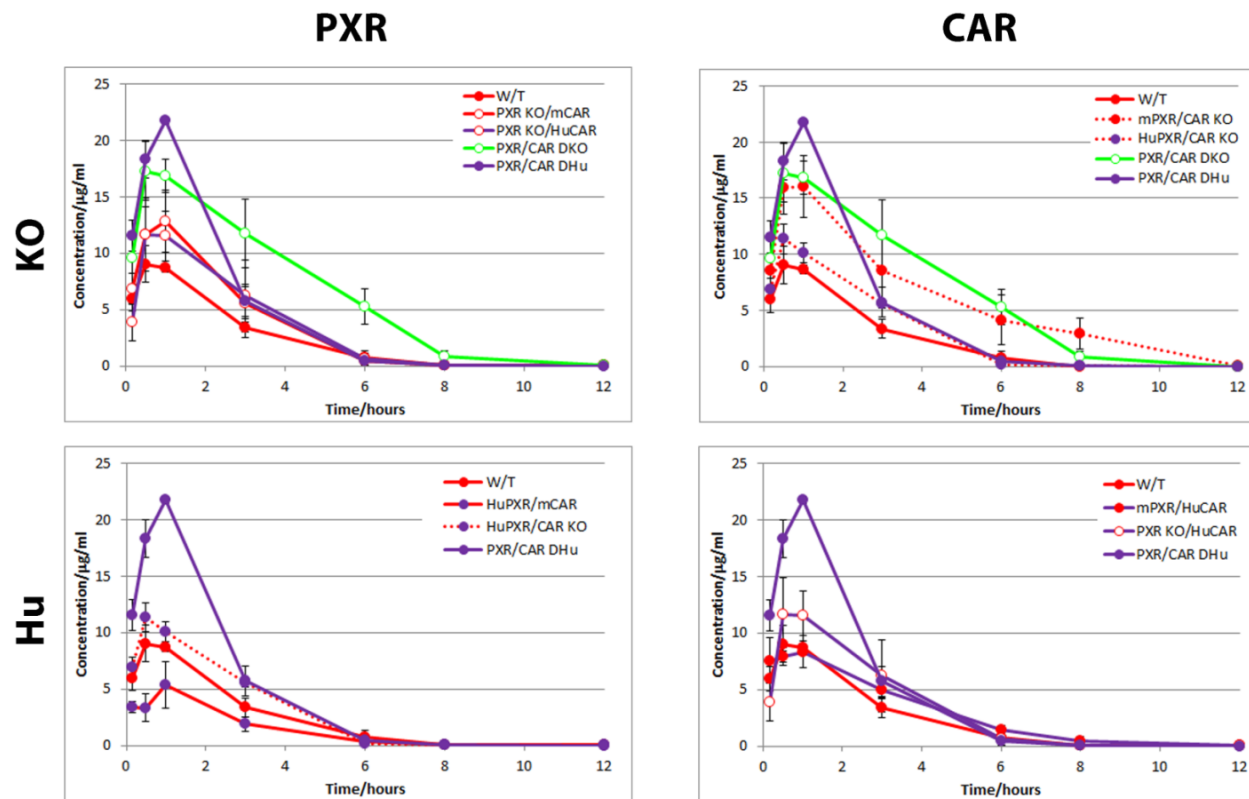 PXR
CAR
KO
Concentration/µg/ml
25
20
15
10
5
0
0 2 4 6 8 10 12
Time/hours
W/T
PXR KO/mCAR
PXR KO/HuCAR
PXR/CAR DKO
PXR/CAR DHu
Concentration/µg/ml
25
20
15
10
5
0
0 2 4 6 8 10 12
Time/hours
W/T
mPXR/CAR KO
HuPXR/CAR KO
PXR/CAR DKO
PXR/CAR DHu
Hu
Concentration/µg/ml
25
20
15
10
5
0
0 2 4 6 8 10 12
Time/hours
W/T
HuPXR/mCAR
HuPXR/CAR KO
PXR/CAR DHu
Concentration/µg/ml
25
20
15
10
5
0
0 2 4 6 8 10 12
Time/hours
W/T
mPXR/HuCAR
PXR KO/HuCAR
PXR/CAR DHu